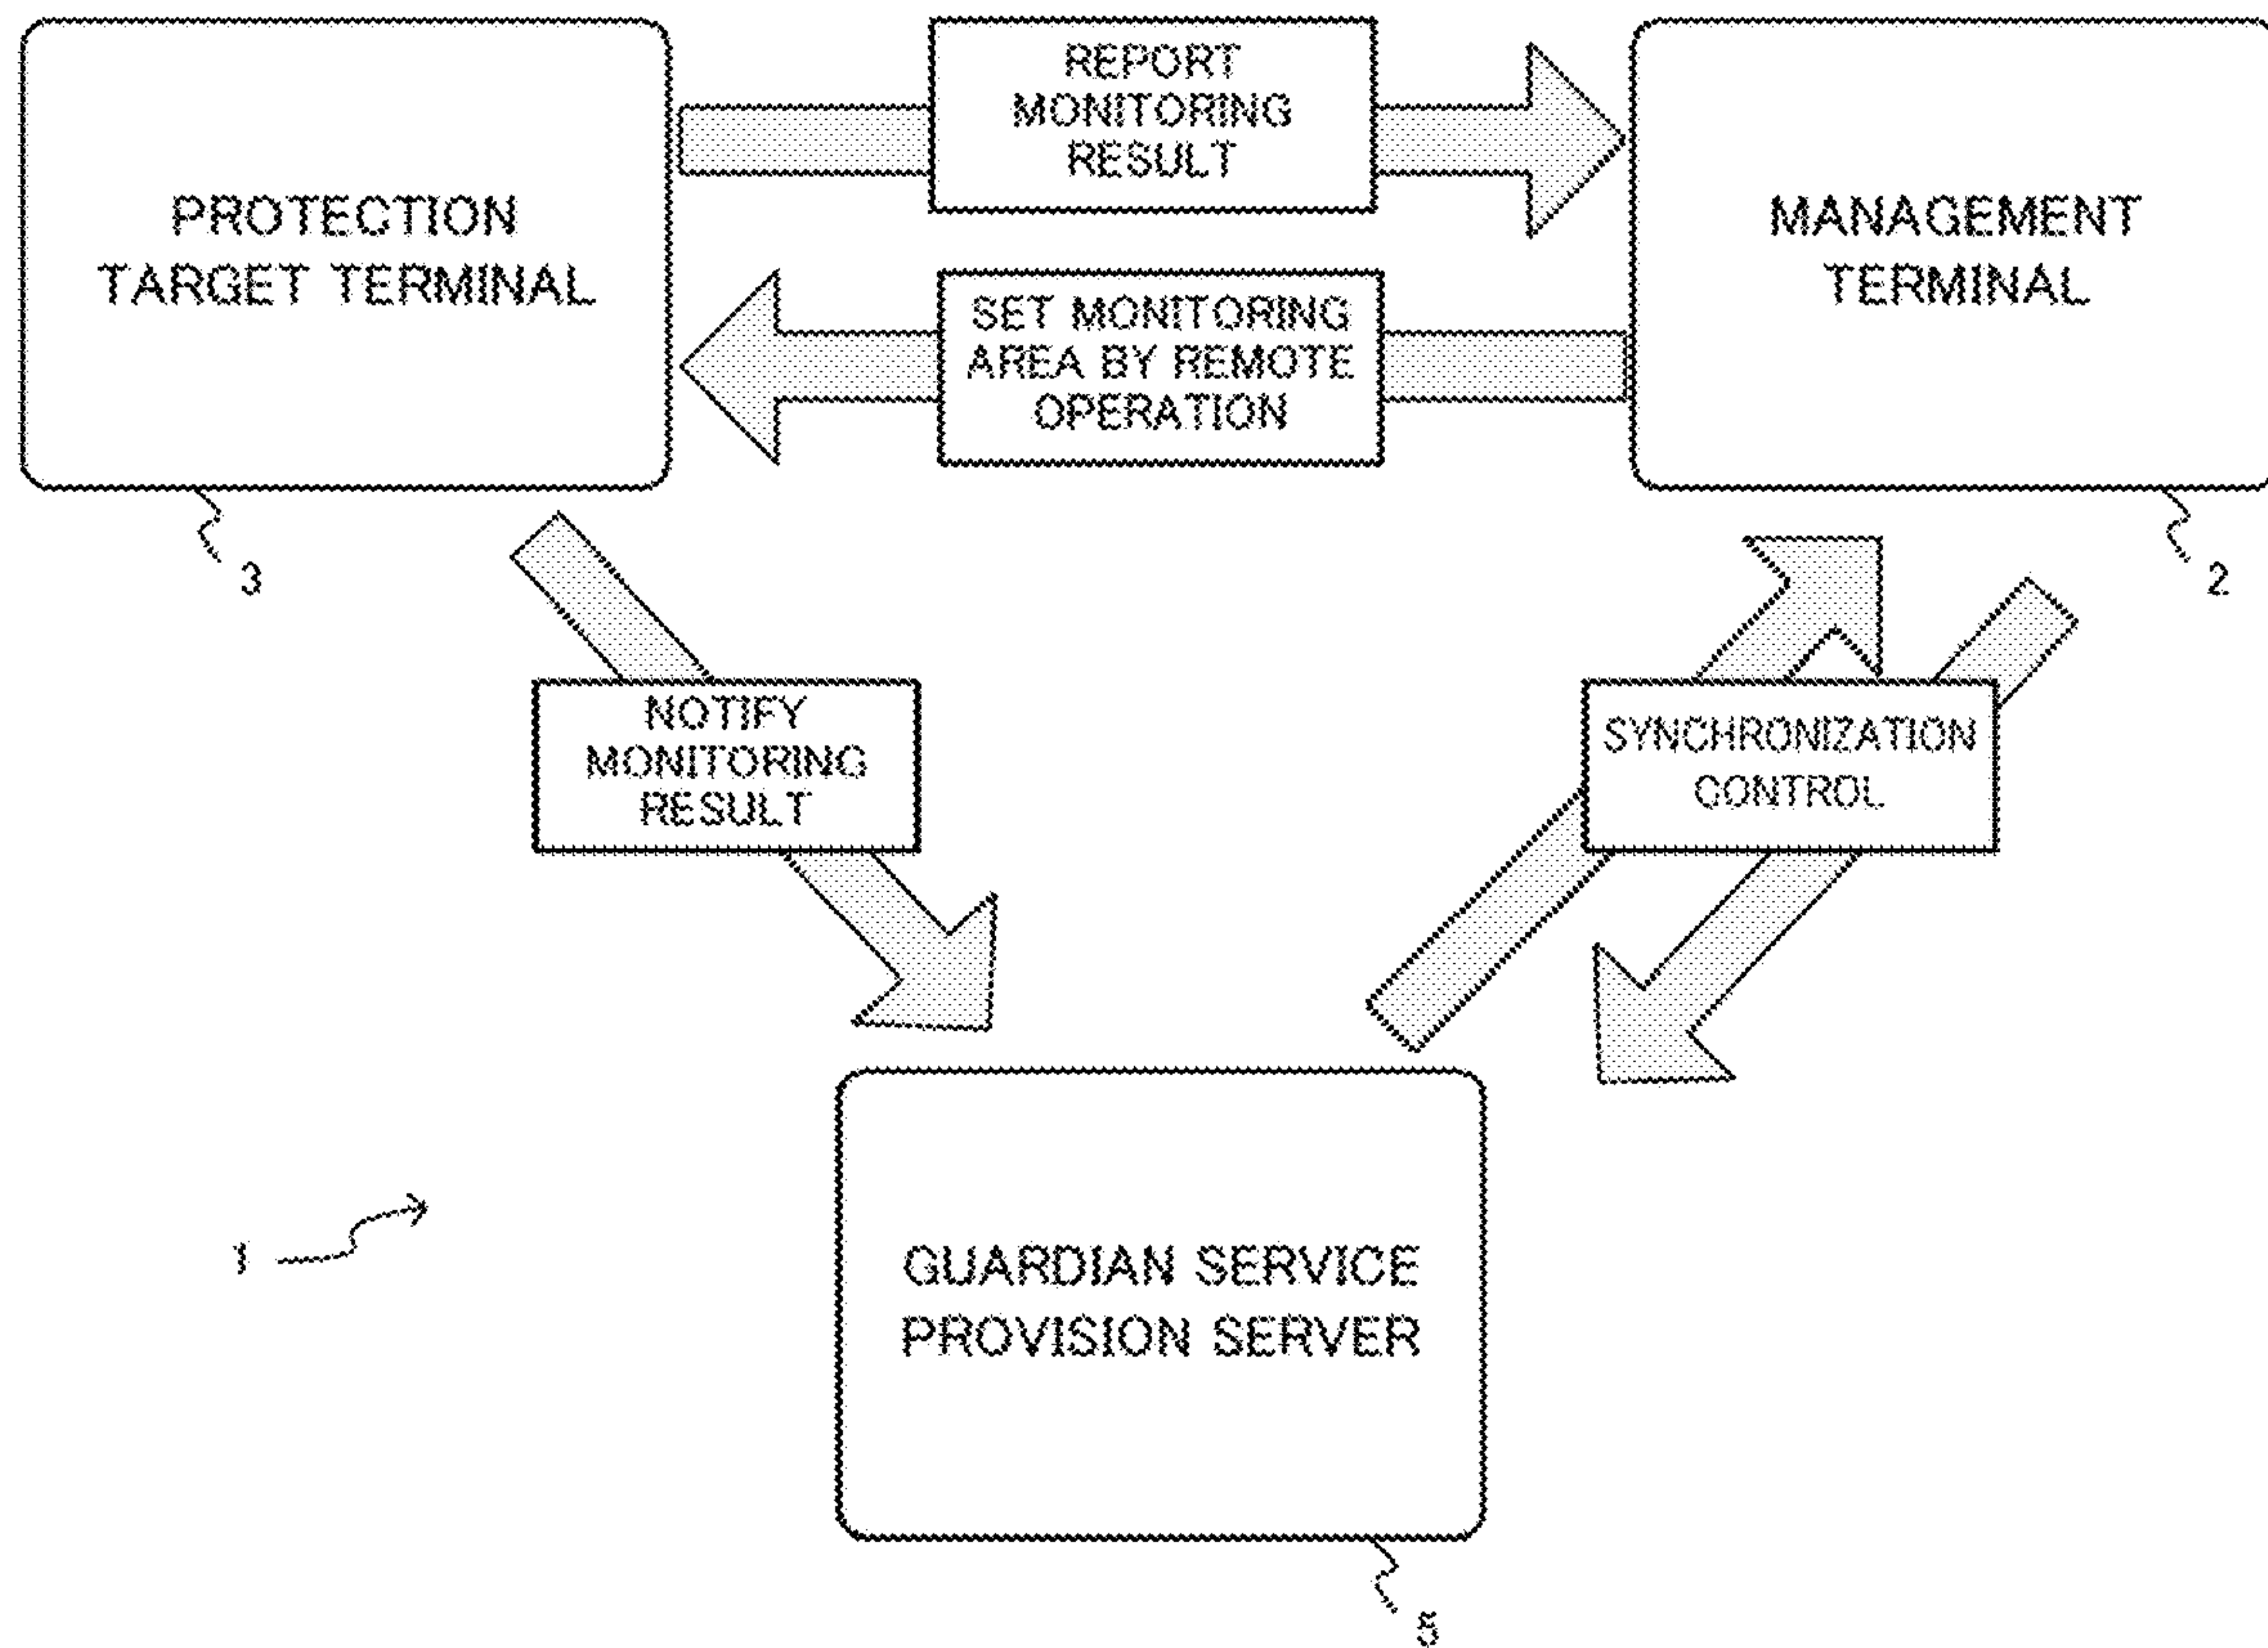 REPORT
MONITORING
RESULT
PROTECTION
TARGET TERMINAL
MANAGEMENT
TERMINAL
SET MONITORING
AREA BY REMOTE
OPERATION
3
2
NOTIFY
MONITORING
RESULT
SYNCHRONIZATION
CONTROL
1
GUARDIAN SERVICE
PROVISION SERVER
5